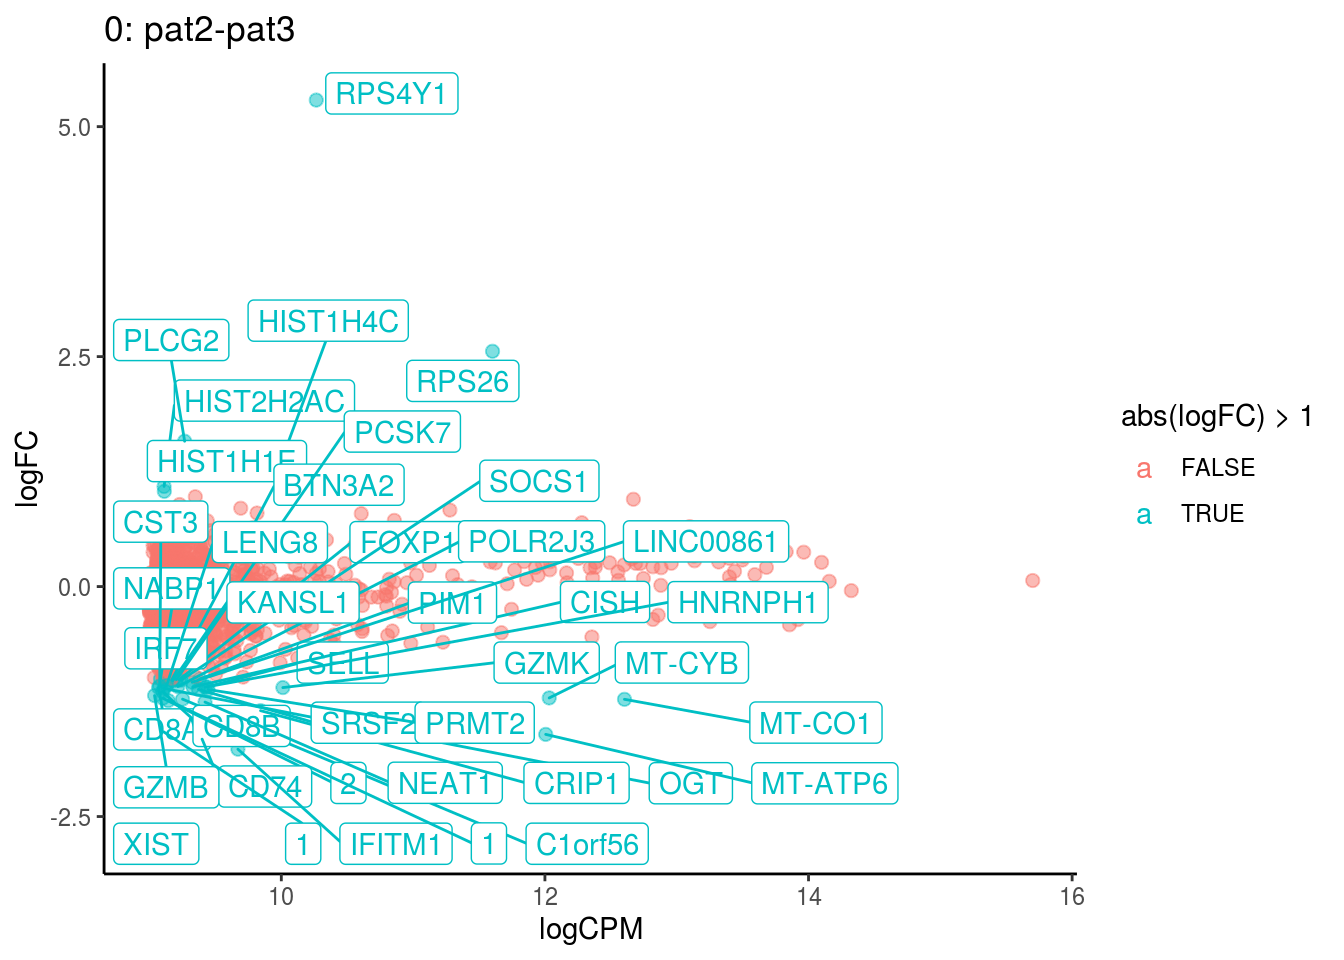 0: pat2-pat3
RPS4Y1
5.0
HIST1H4C
PLCG2
2.5
RPS26
HIST2H2AC
PCSK7
abs(logFC) > 1
HIST1H1E
a FALSE
SOCS1
BTN3A2
logFC
CST3
a TRUE
LENG8
FOXP1
POLR2J3
LINC00861
0.0
NABP1
KANSL1
PIM1
CISH
HNRNPH1
IRF7
SELL
GZMK
MT-CYB
CD8A
CD8B
SRSF2
PRMT2
MT-CO1
GZMB
CD74
2
NEAT1
CRIP1
OGT
MT-ATP6
-2.5
XIST
1
IFITM1
1
C1orf56
10
12
14
16
logCPM